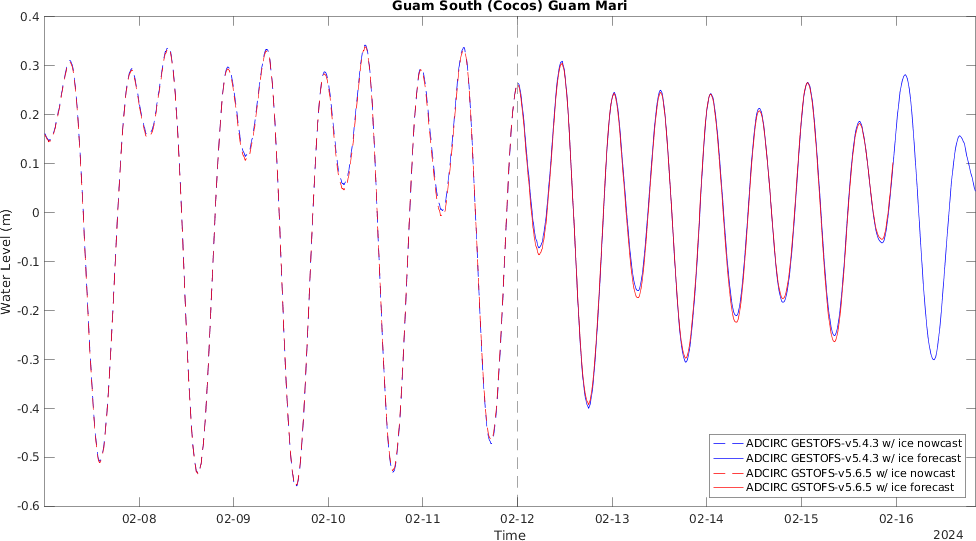 Guam South (Cocos) Guam Mari
0.4
0.3
0.2
0.1
0
-0.1
-0.2
-0.3
-0.4
-0.5
-0.6
Water Level (m)
ADCIRC GESTOFS-v5.4.3 w/ ice nowcast
ADCIRC GESTOFS-v5.4.3 w/ ice forecast
ADCIRC GSTOFS-v5.6.5 w/ ice nowcast
ADCIRC GSTOFS-v5.6.5 w/ ice forecast
02-08 02-09 02-10 02-11 02-12 02-13 02-14 02-15 02-16
Time
2024